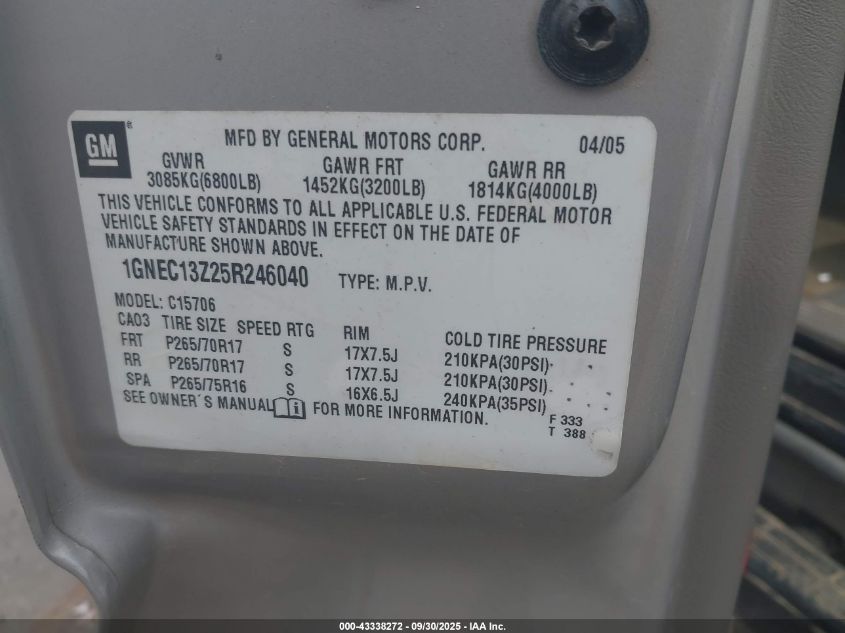 GM ®
MFD BY GENERAL MOTORS CORP. 04/05
GVWR GAWR FRT GAWR RR
3085KG(6800LB) 1452KG(3200LB) 1814KG(4000LB)
THIS VEHICLE CONFORMS TO ALL APPLICABLE U.S. FEDERAL MOTOR
VEHICLE SAFETY STANDARDS IN EFFECT ON THE DATE OF
MANUFACTURE SHOWN ABOVE.
1GNEC13Z25R246040 TYPE: M.P.V.
MODEL: C15706
CA03 TIRE SIZE SPEED RTG RIM COLD TIRE PRESSURE
FRT P265/70R17 S 17X7.5J 210KPA(30PSI)
RR P265/70R17 S 17X7.5J 210KPA(30PSI)
SPA P265/75R16 S 16X6.5J 240KPA(35PSI)
SEE OWNER'S MANUAL FOR MORE INFORMATION.
F 333
T 388
000-43338272 - 09/30/2025 - IAA Inc.